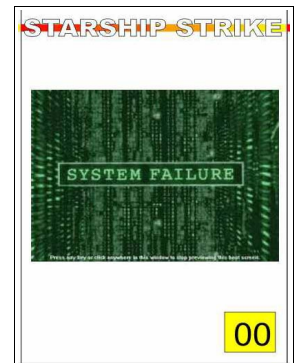 STARSHIP STRIKE
SYSTEM FAILURE
Press any key or click anywhere in this window to stop previewing this boot screen.
00